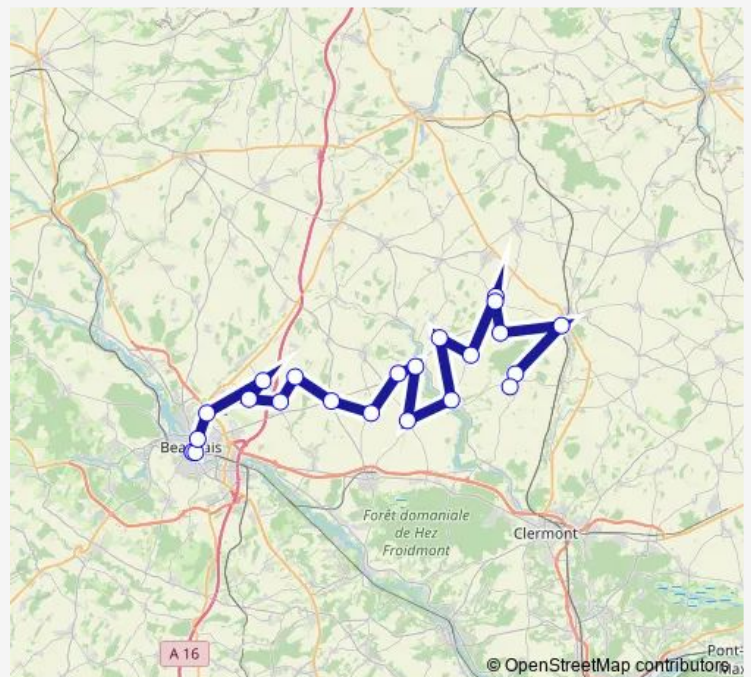 Beauvais
Forêt domaniale
de Hez
Froidmont
Clermont
A 16
Pont-
© OpenStreetMap contributors